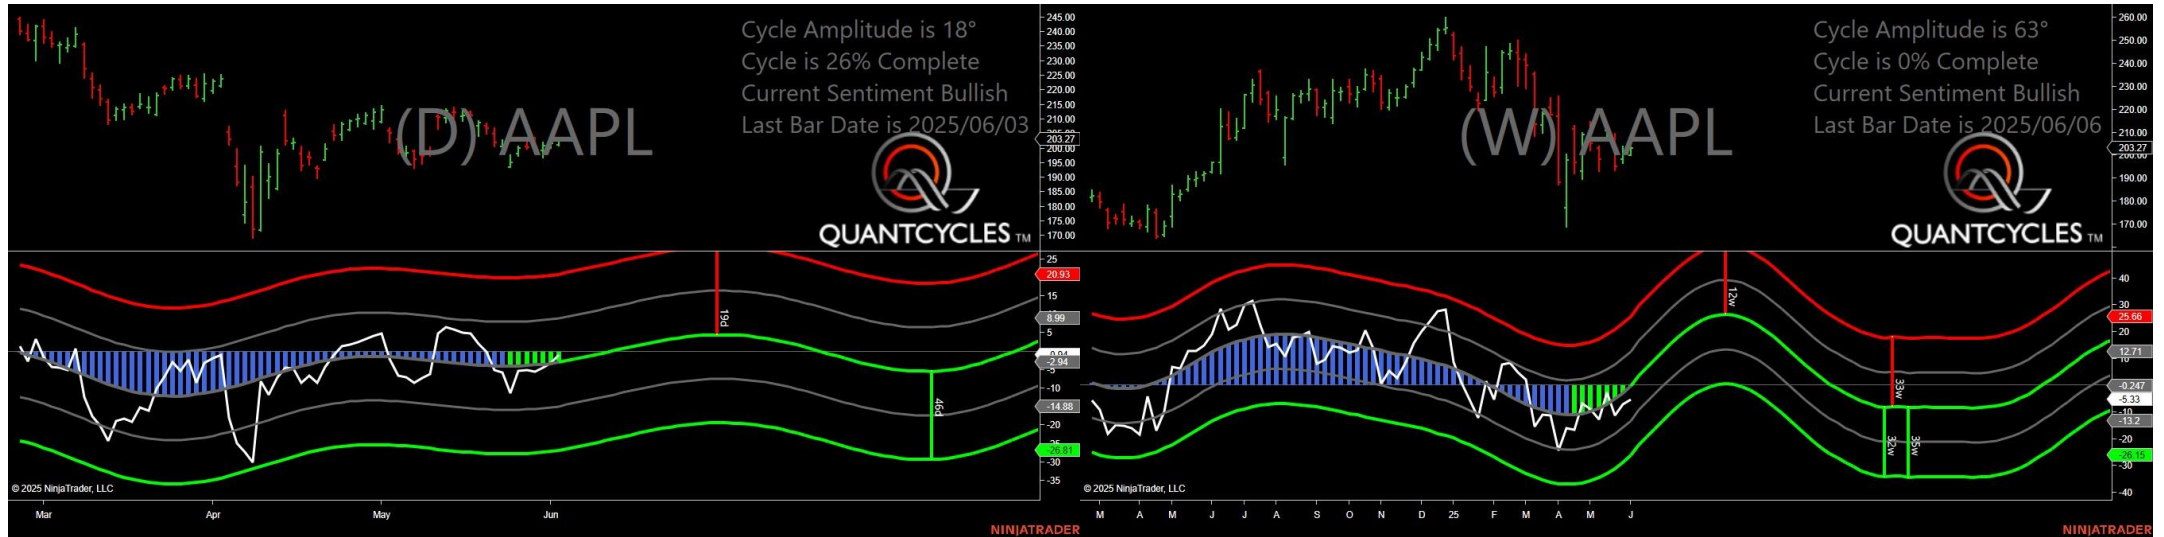 Cycle Amplitude is 18°
Cycle is 26% Complete
Current Sentiment Bullish
Last Bar Date is 2025/06/03
(D) AAPL
QUANTCYCLES TM
245.00
240.00
235.00
230.00
225.00
220.00
215.00
210.00
203.27
200.00
195.00
190.00
185.00
180.00
175.00
170.00
25
20.93
15
8.99
5
-2.94
-10
-14.88
-20
-26.81
-30
-35
19d
46d
© 2025 NinjaTrader, LLC
Mar Apr May Jun
NINJATRADER
Cycle Amplitude is 63°
Cycle is 0% Complete
Current Sentiment Bullish
Last Bar Date is 2025/06/06
(W) AAPL
QUANTCYCLES TM
260.00
250.00
240.00
230.00
220.00
210.00
203.27
200.00
190.00
180.00
170.00
40
30
25.66
20
12.71
-0.247
-5.33
-10
-13.2
-20
-26.15
-30
-40
12w
33w
32w
35w
© 2025 NinjaTrader, LLC
M A M J J A S O N D 25 F M A M J
NINJATRADER